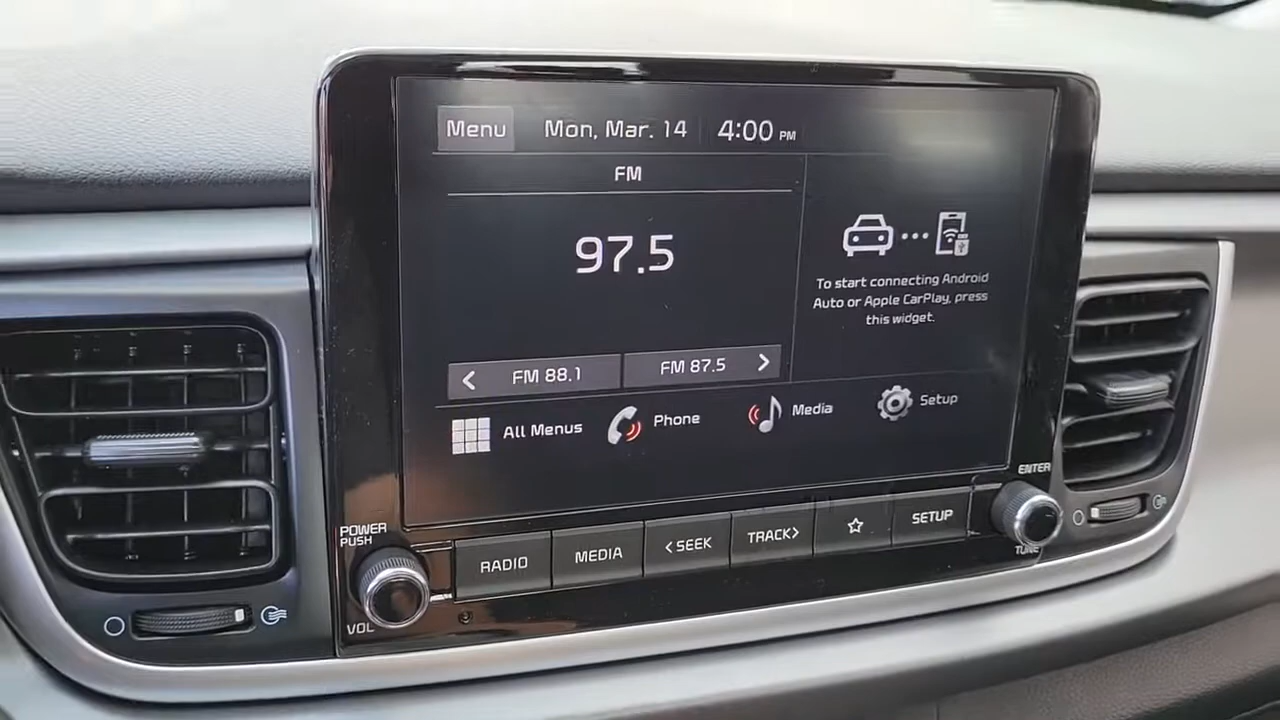 Menu Mon, Mar. 14 4:00 PM
FM
97.5
To start connecting Android
Auto or Apple CarPlay, press
this widget.
< FM 88.1 FM 87.5 >
All Menus Phone Media Setup
ENTER
POWER
PUSH
RADIO MEDIA < SEEK TRACK > SETUP
TUNE
VOL